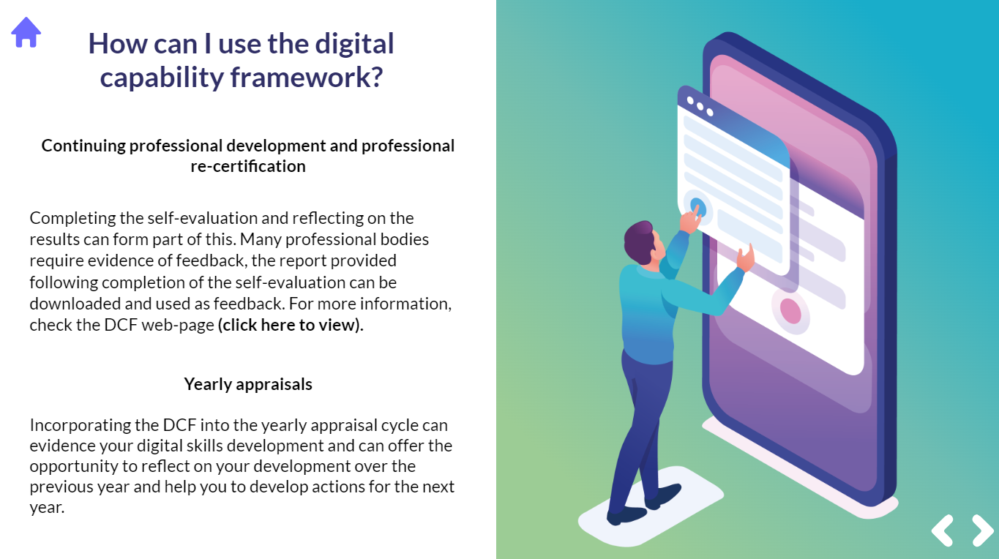 How can I use the digital
capability framework?
Continuing professional development and professional
re-certification
Completing the self-evaluation and reflecting on the
results can form part of this. Many professional bodies
require evidence of feedback, the report provided
following completion of the self-evaluation can be
downloaded and used as feedback. For more information,
check the DCF web-page (click here to view).
Yearly appraisals
Incorporating the DCF into the yearly appraisal cycle can
evidence your digital skills development and can offer the
opportunity to reflect on your development over the
previous year and help you to develop actions for the next
year.